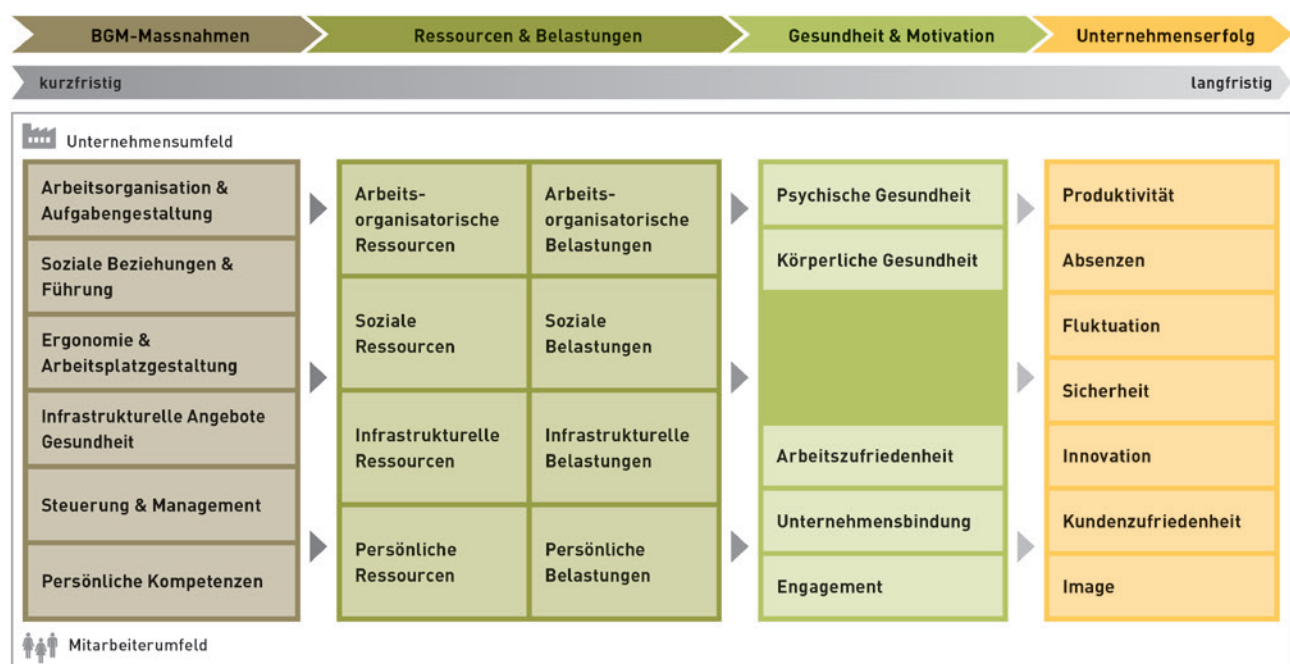 BGM-Massnahmen
Ressourcen & Belastungen
Gesundheit & Motivation
Unternehmenserfolg
kurzfristig
langfristig
Unternehmensumfeld
Arbeitsorganisation &
Aufgabengestaltung
Soziale Beziehungen &
Führung
Ergonomie &
Arbeitsplatzgestaltung
Infrastrukturelle Angebote
Gesundheit
Steuerung & Management
Persönliche Kompetenzen
Arbeits-
organisatorische
Ressourcen
Soziale
Ressourcen
Infrastrukturelle
Ressourcen
Persönliche
Ressourcen
Arbeits-
organisatorische
Belastungen
Soziale
Belastungen
Infrastrukturelle
Belastungen
Persönliche
Belastungen
Psychische Gesundheit
Körperliche Gesundheit
Arbeitszufriedenheit
Unternehmensbindung
Engagement
Produktivität
Absenzen
Fluktuation
Sicherheit
Innovation
Kundenzufriedenheit
Image
Mitarbeiterumfeld